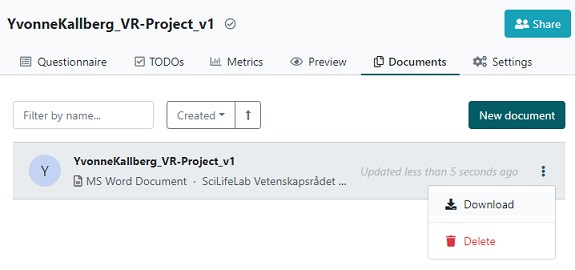 YvonneKallberg_VR-Project_v1
Share
Questionnaire TODOs Metrics Preview Documents Settings
Filter by name... Created New document
Y
YvonneKallberg_VR-Project_v1
MS Word Document · SciLifeLab Vetenskapsrådet ...
Updated less than 5 seconds ago
Download
Delete